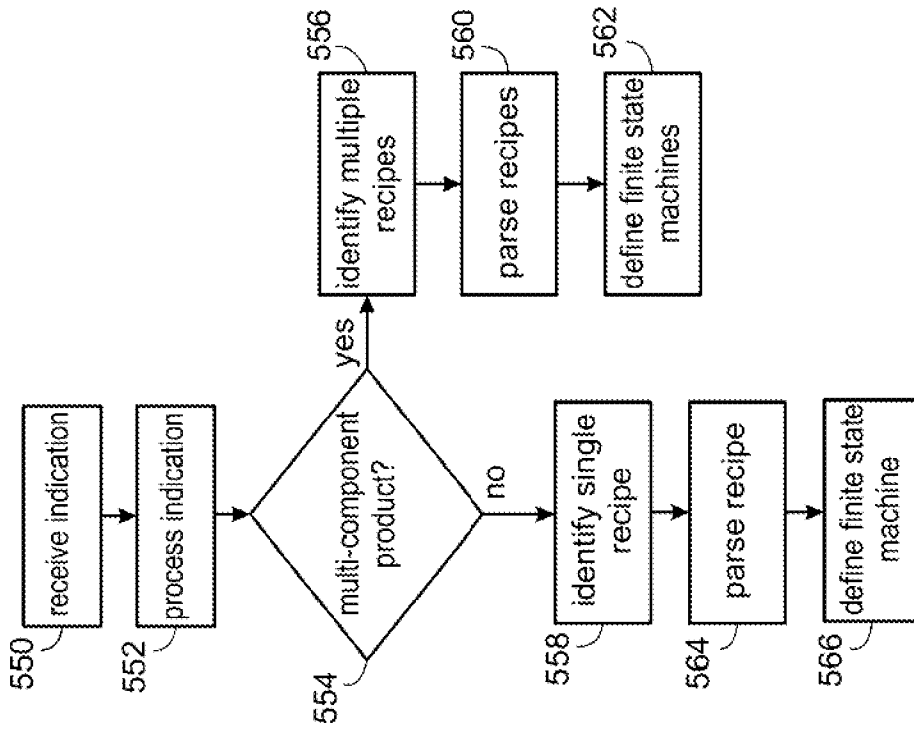 550
receive indication
552
process indication
554
multi-component
product?
yes
556
identify multiple
recipes
560
parse recipes
562
define finite state
machines
no
558
identify single
recipe
564
parse recipe
566
define finite state
machine